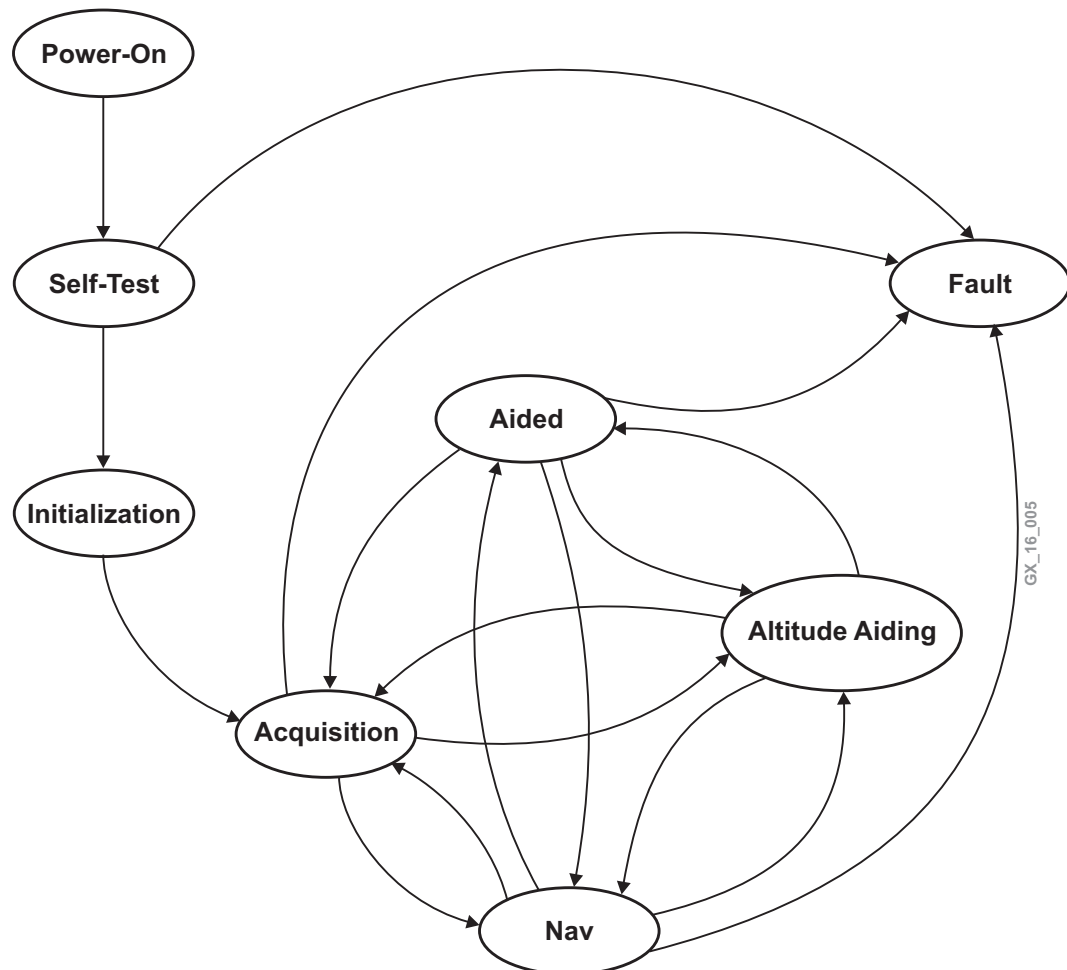 Power-On
Self-Test
Fault
Aided
Initialization
GX_16_005
Altitude Aiding
Acquisition
Nav